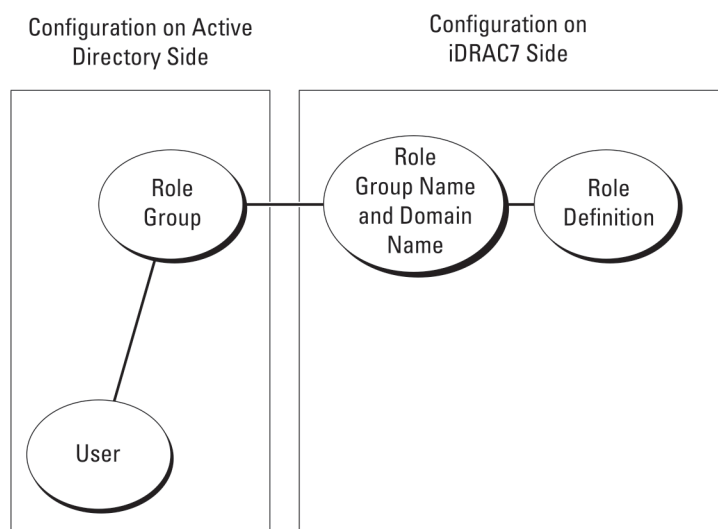 Configuration on Active
Directory Side
Configuration on
iDRAC7 Side
Role
Group
Role
Group Name
and Domain
Name
Role
Definition
User